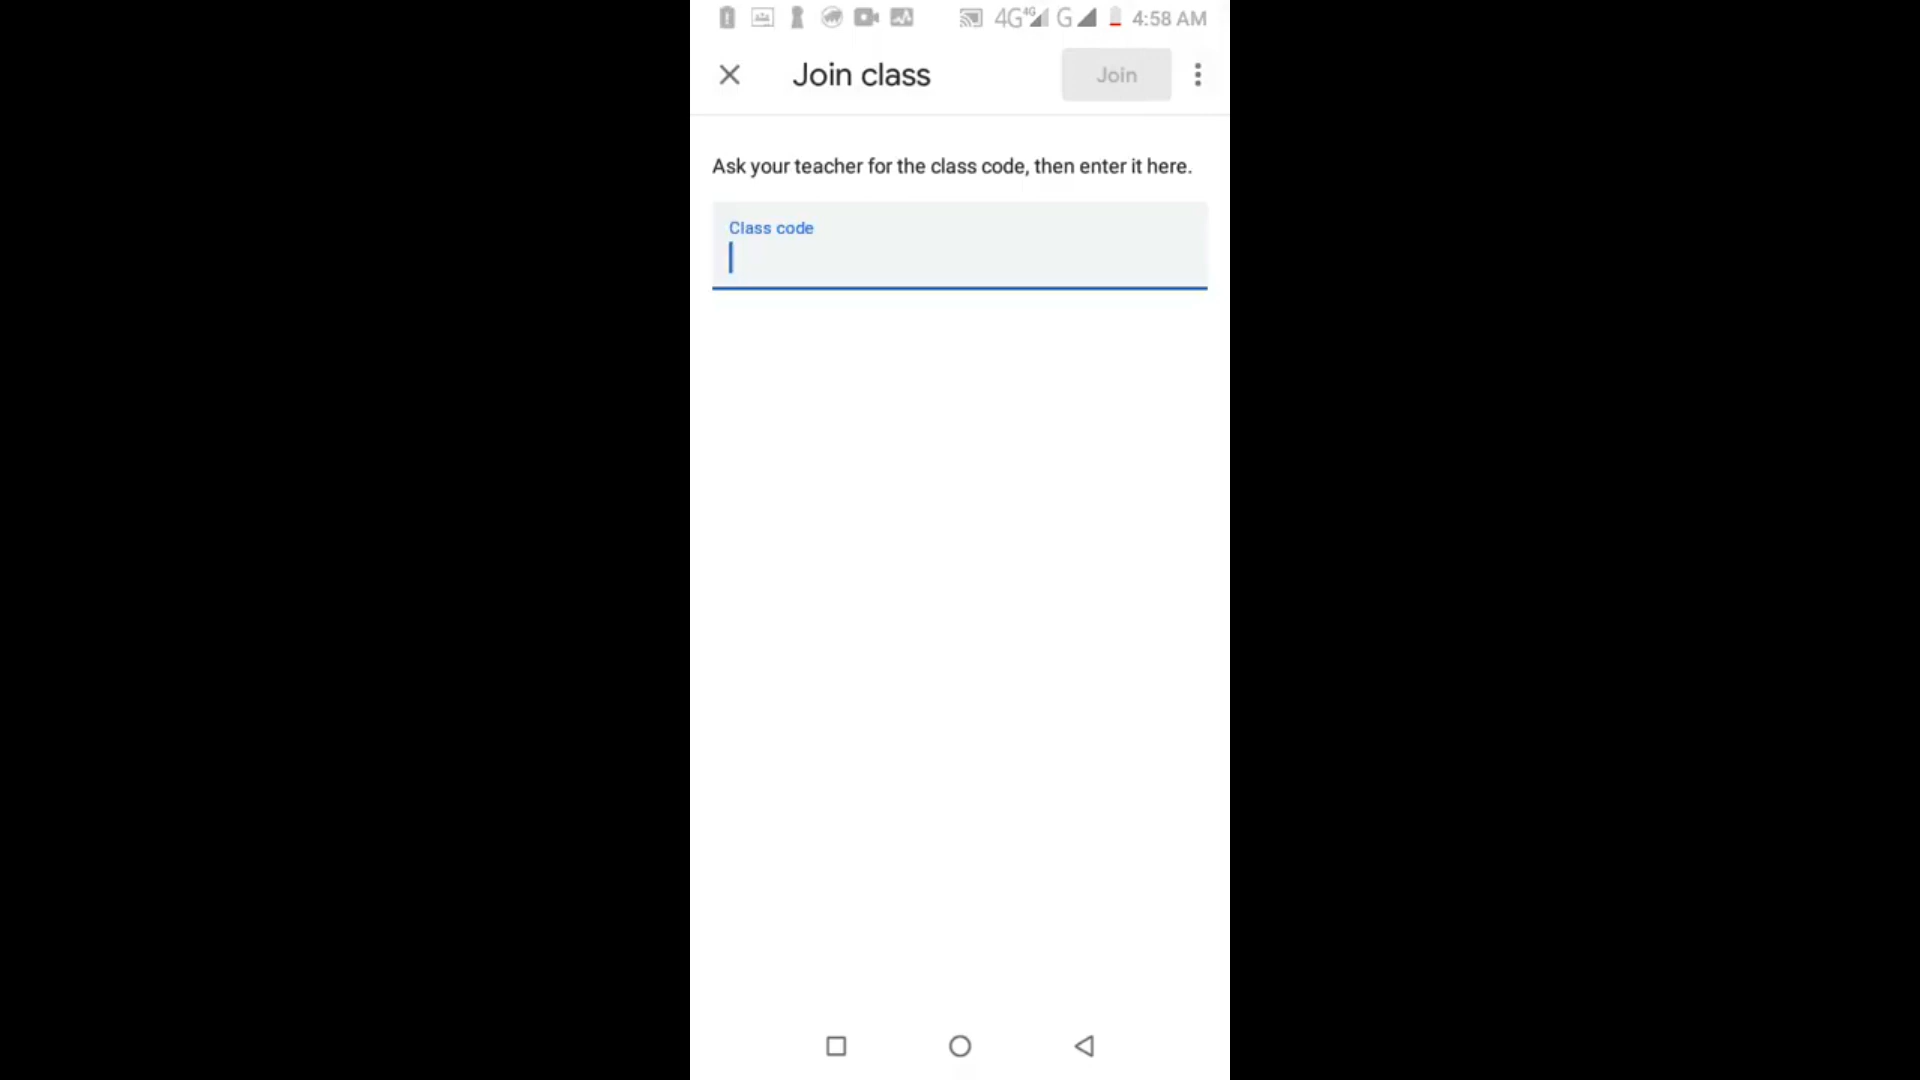 4G 4G G 4:58 AM
Join class Join
Ask your teacher for the class code, then enter it here.
Class code